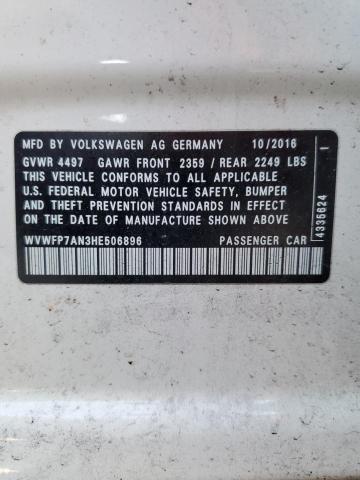 MFD BY VOLKSWAGEN AG GERMANY 10/2016
GVWR 4497 GAWR FRONT 2359 / REAR 2249 LBS
THIS VEHICLE CONFORMS TO ALL APPLICABLE
U.S. FEDERAL MOTOR VEHICLE SAFETY, BUMPER
AND THEFT PREVENTION STANDARDS IN EFFECT
ON THE DATE OF MANUFACTURE SHOWN ABOVE.
WVWFP7AN3HE506896 PASSENGER CAR
4335624 I